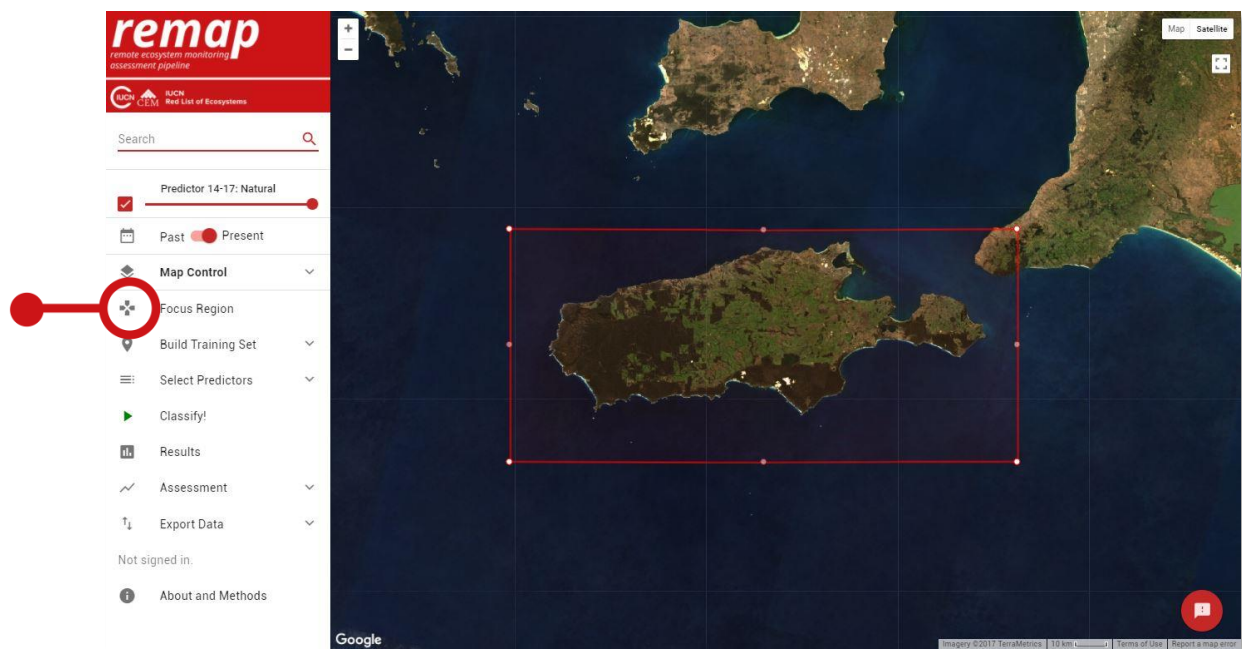 remap
remote ecosystem monitoring
assessment pipeline
IUCN CEM IUCN
Red List of Ecosystems
Search
Predictor 14-17: Natural
Past Present
Map Control
Focus Region
Build Training Set
Select Predictors
Classify!
Results
Assessment
Export Data
Not signed in.
About and Methods
+
−
Map Satellite
Google
Imagery ©2017 TerraMetrics 10 km Terms of Use Report a map error